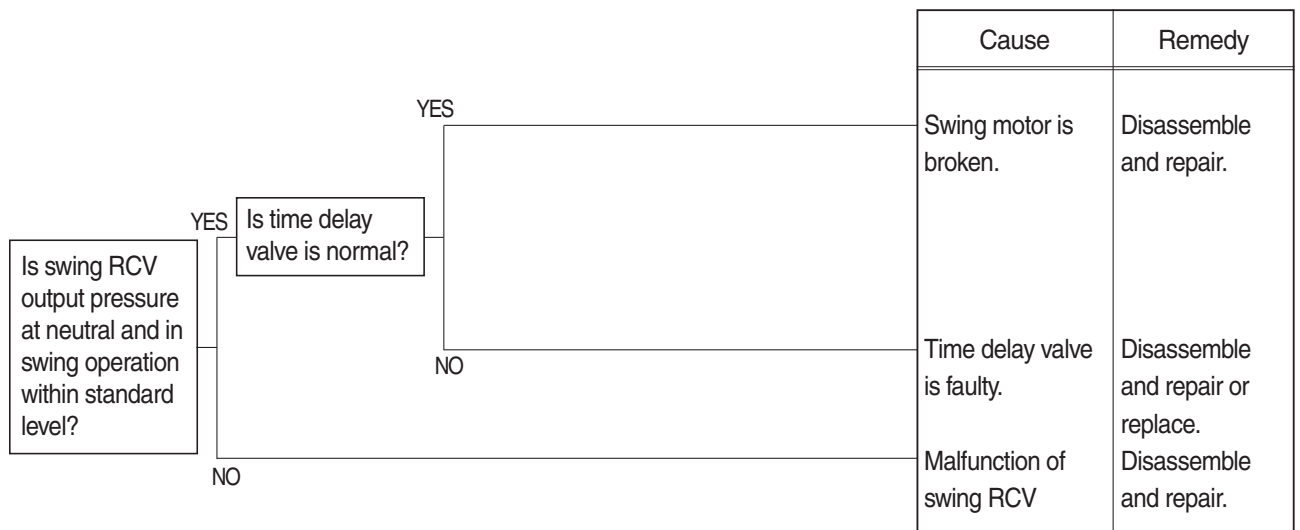 Cause
Remedy
YES
Swing motor is
broken.
Disassemble
and repair.
YES
Is time delay
valve is normal?
Is swing RCV
output pressure
at neutral and in
swing operation
within standard
level?
NO
Time delay valve
is faulty.
Disassemble
and repair or
replace.
NO
Malfunction of
swing RCV
Disassemble
and repair.